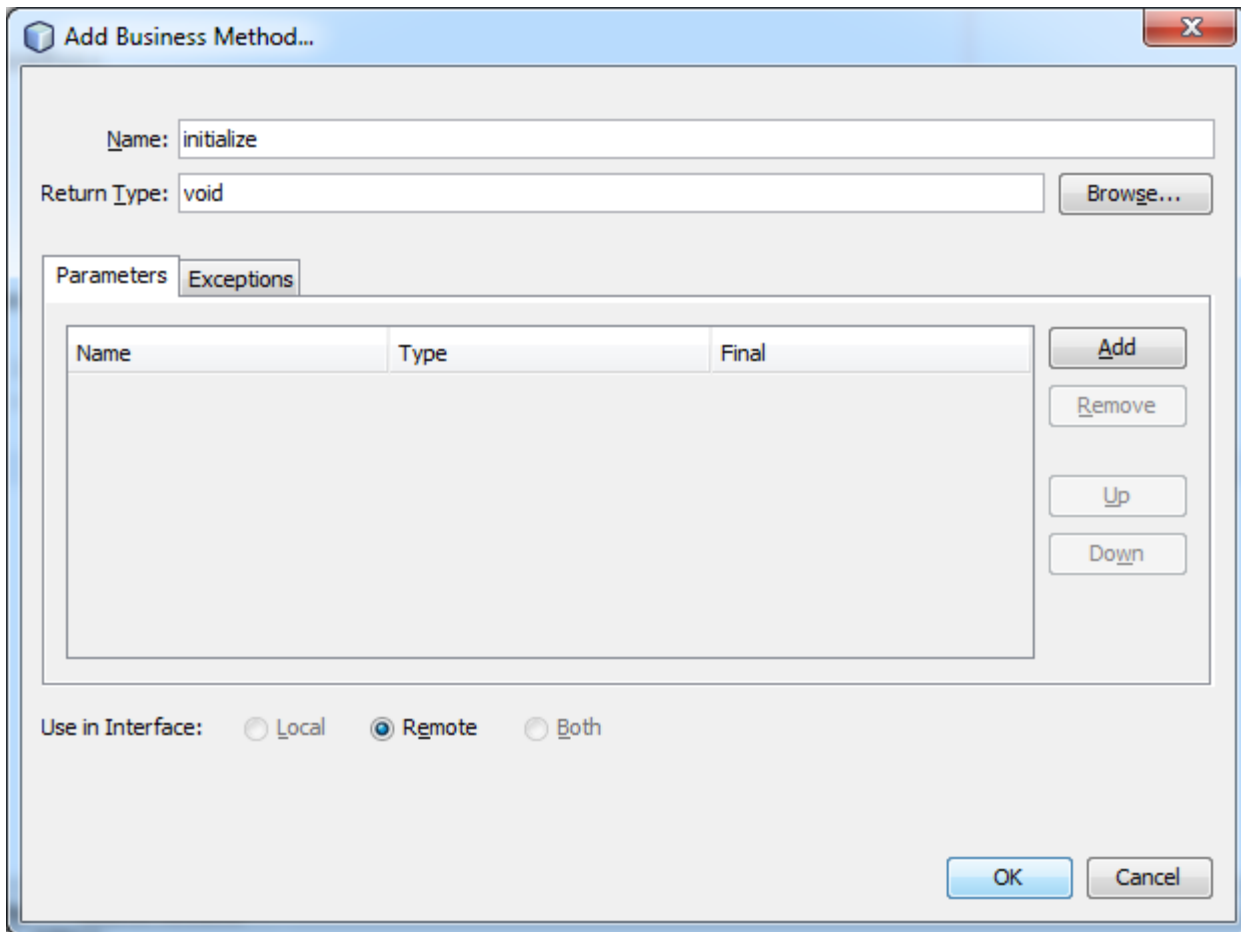 Add Business Method...
Name: initialize
Return Type: void Browse...
Parameters Exceptions
Name Type Final Add
Remove
Up
Down
Use in Interface: Local Remote Both
OK Cancel